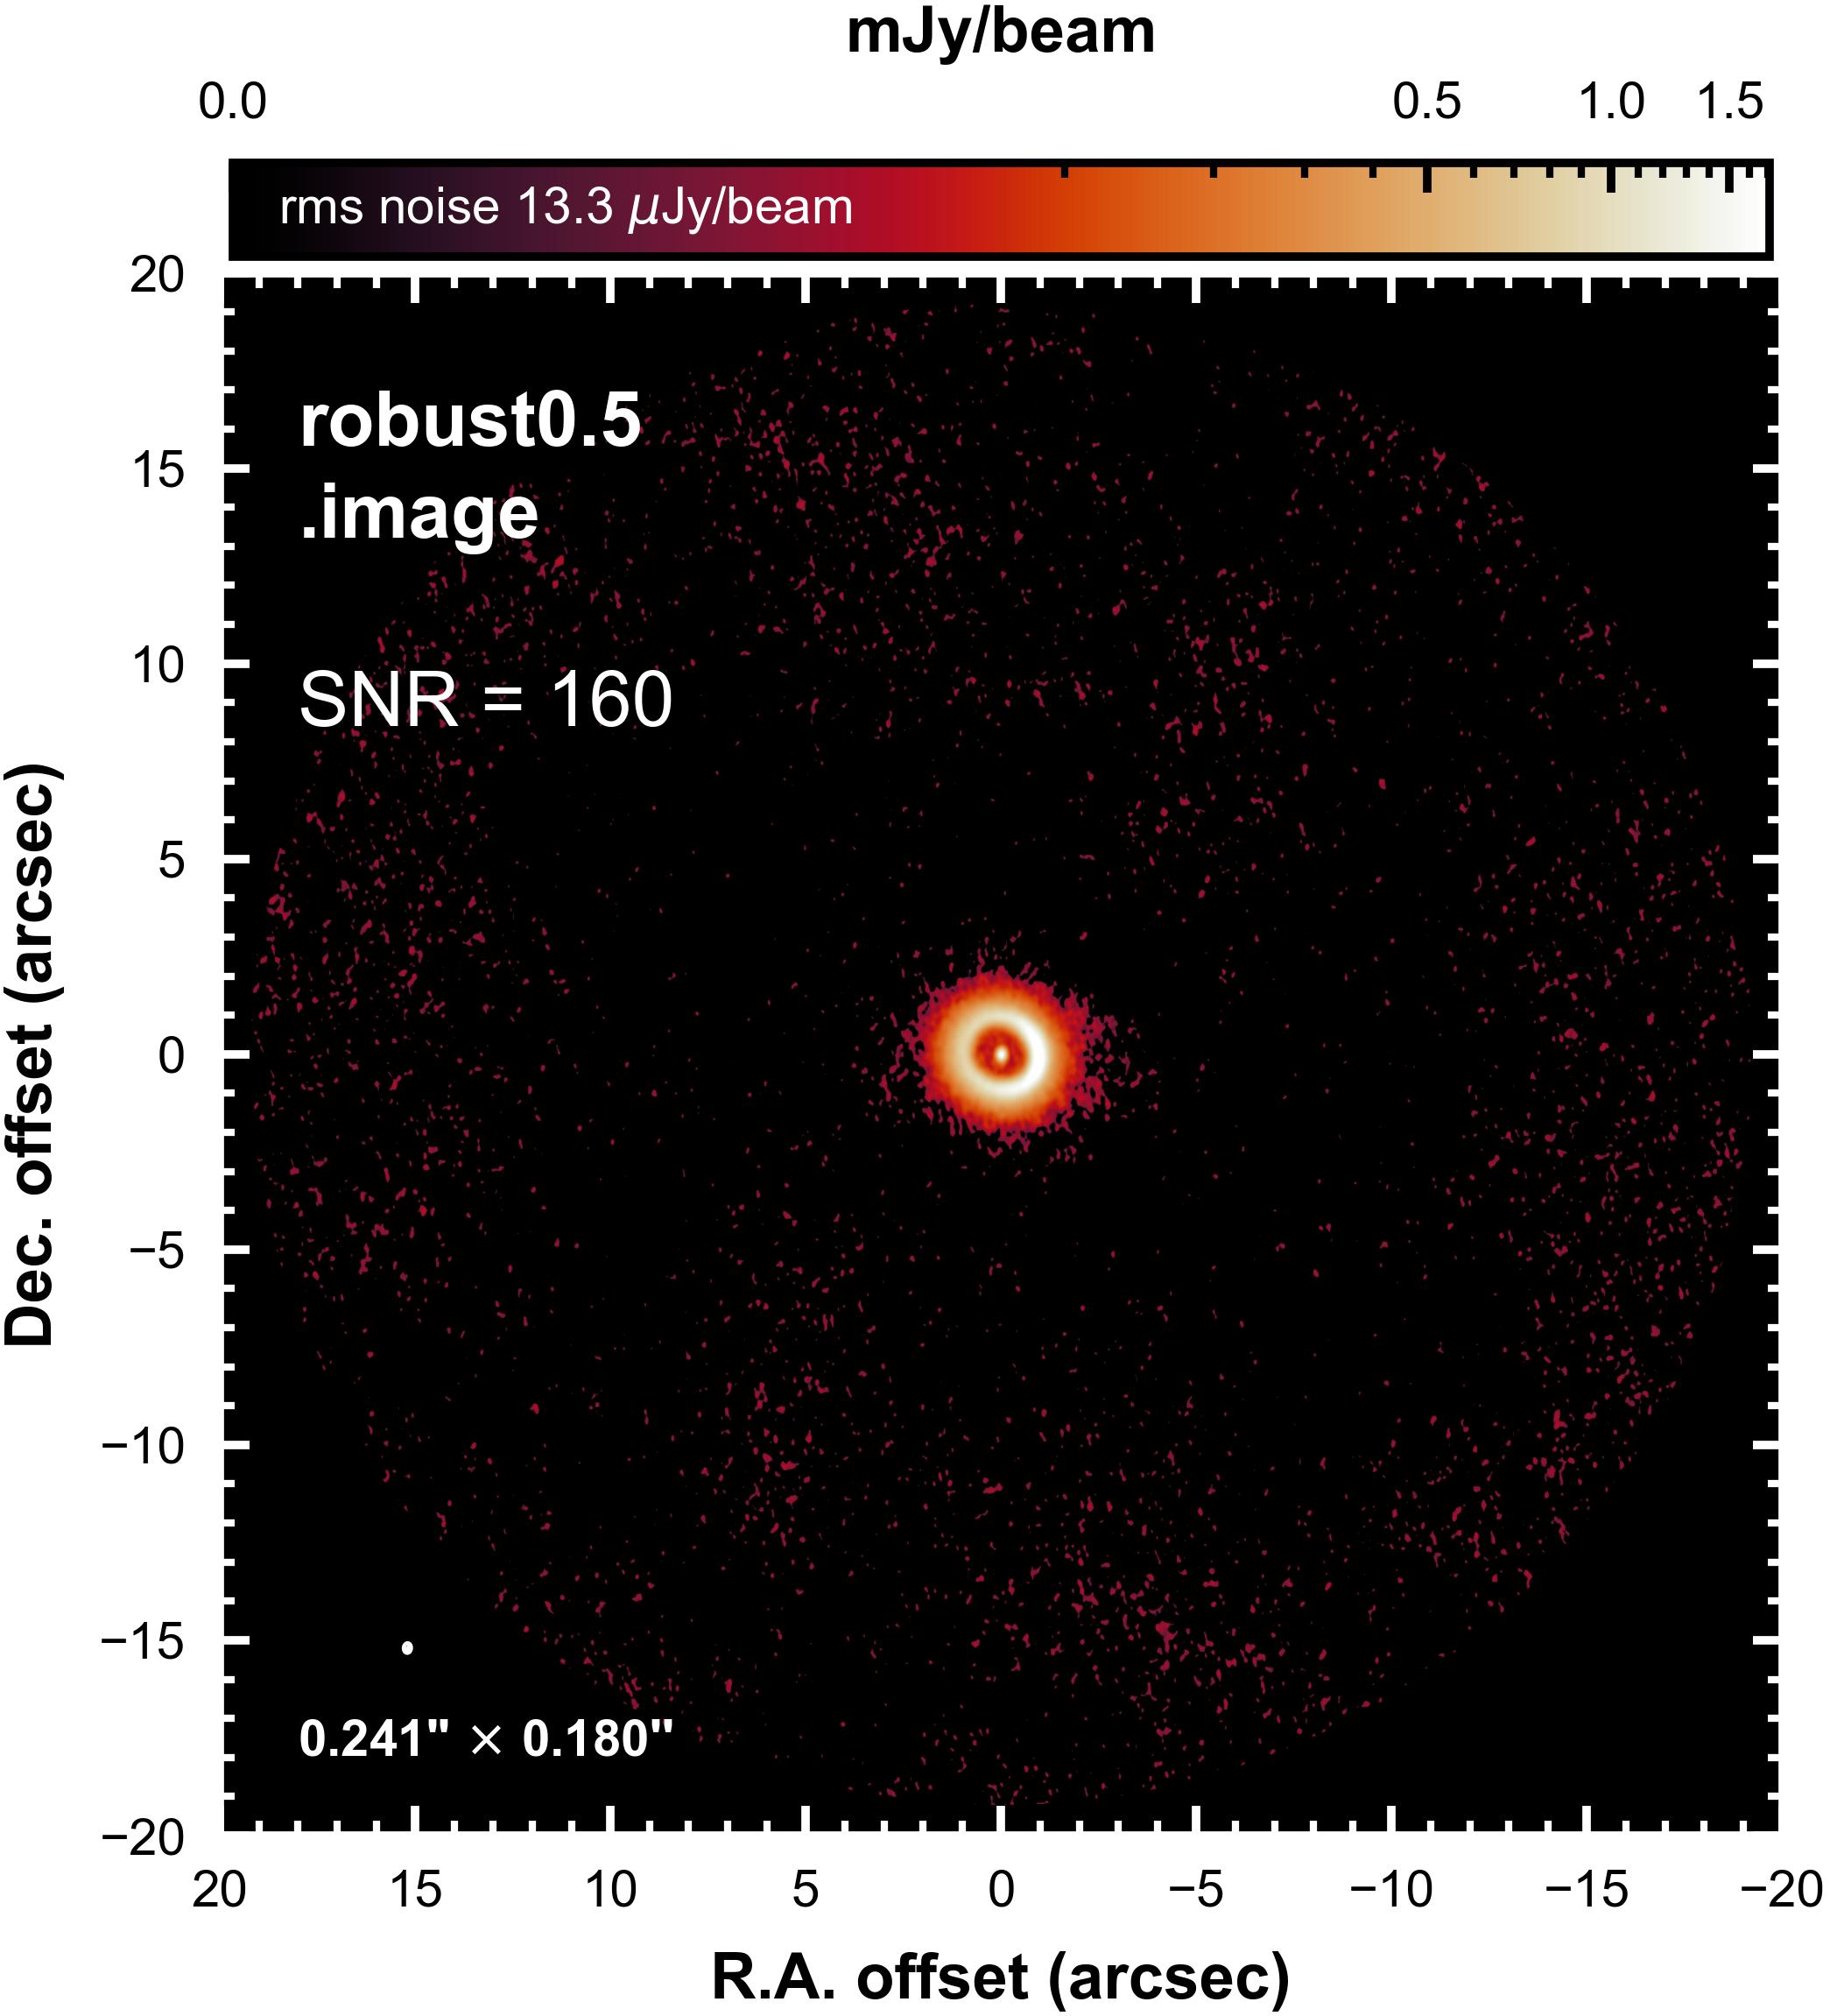 mJy/beam
0.0 0.5 1.0 1.5
rms noise 13.3 μJy/beam
20
robust0.5
15
.image
10
SNR = 160
5
0
−5
−10
−15
0.241" × 0.180"
−20
20 15 10 5 0 −5 −10 −15 −20
Dec. offset (arcsec)
R.A. offset (arcsec)